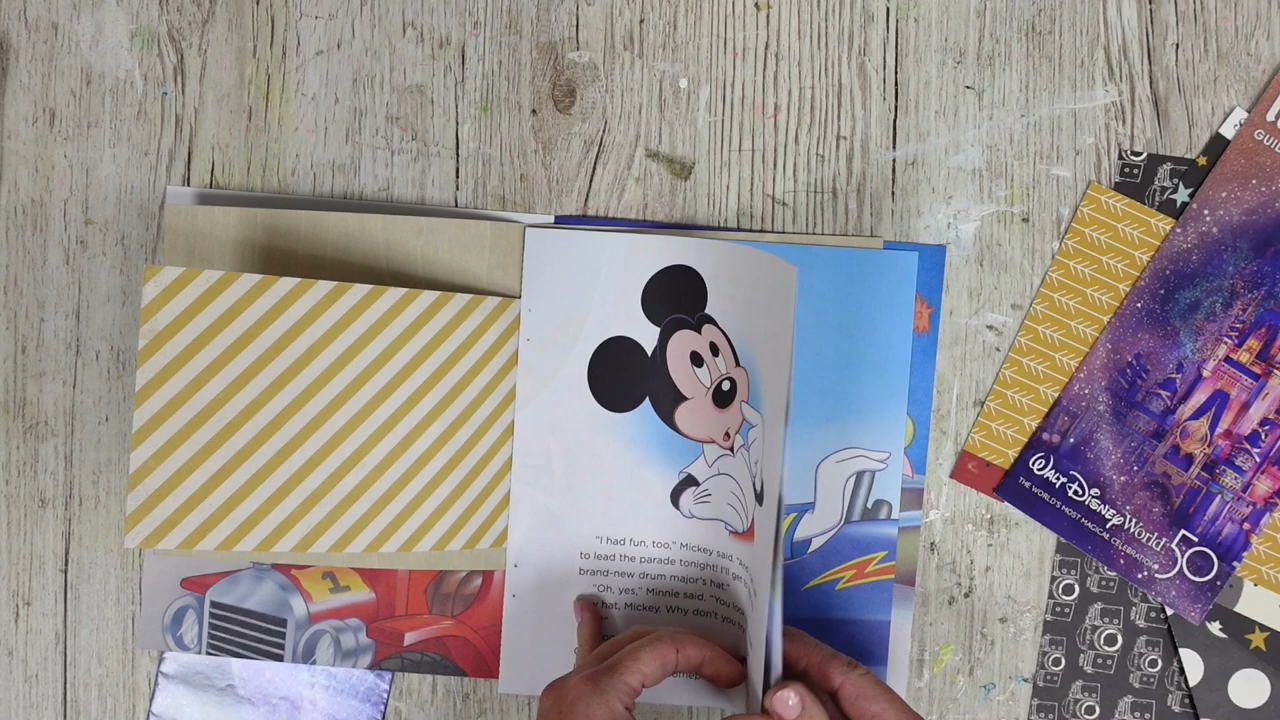 1
"I had fun, too," Mickey said.
to lead the parade tonight! I'll get
brand-new drum major's hat."
"Oh, yes," Minnie said. "You look
hat, Mickey. Why don't you try
GUID
WALT DISNEY World
THE WORLD'S MOST MAGICAL CELEBRATION
50